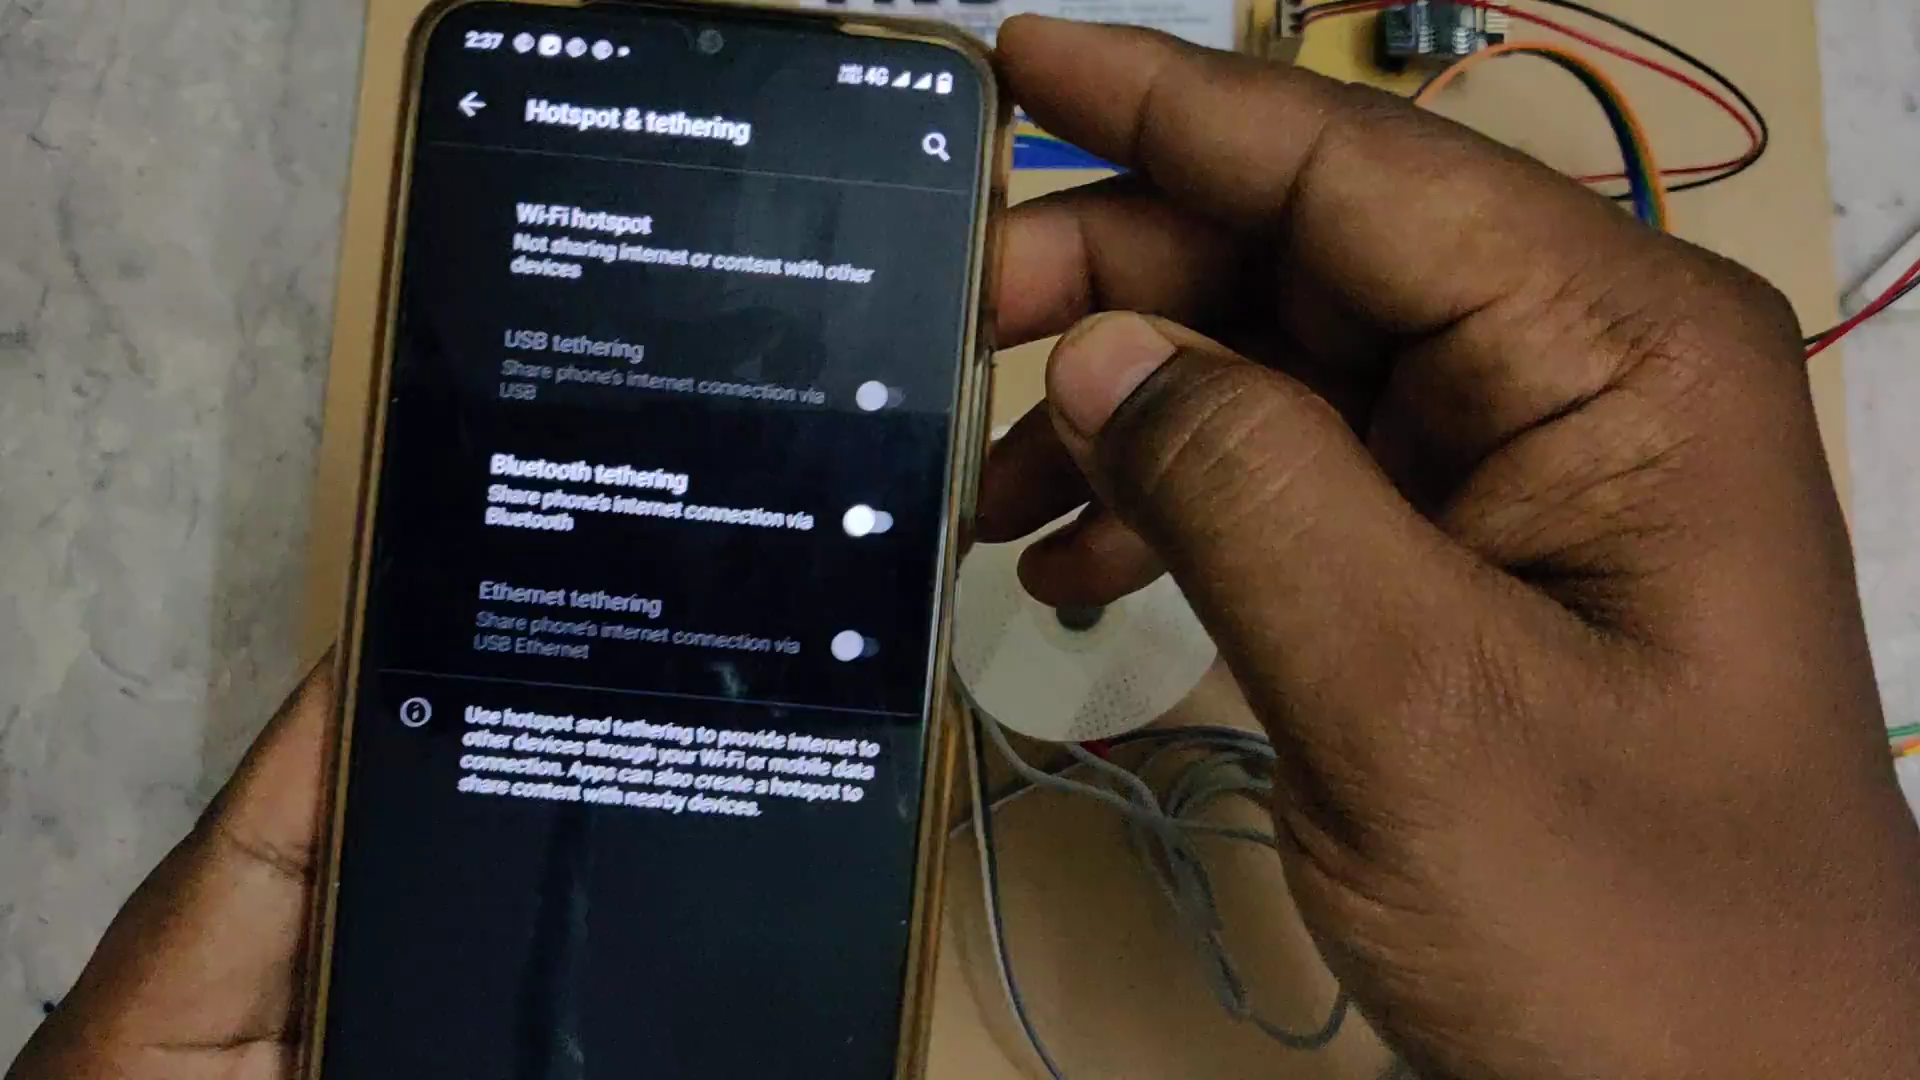 2:37
4G
Hotspot & tethering
Wi-Fi hotspot
Not sharing internet or content with other
devices
USB tethering
Share phone's internet connection via
USB
Bluetooth tethering
Share phone's internet connection via
Bluetooth
Ethernet tethering
Share phone's internet connection via
USB Ethernet
Use hotspot and tethering to provide internet to
other devices through your Wi-Fi or mobile data
connection. Apps can also create a hotspot to
share content with nearby devices.